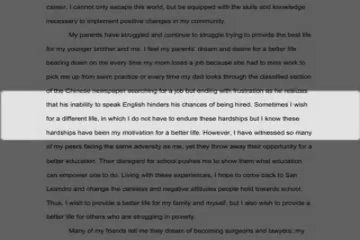 career, I cannot only escape this world, but be equipped with the skills and knowledge
necessary to implement positive changes in my community.
My parents have struggled and continue to struggle trying to provide the best life
for my younger brother and me. I feel my parents' dream and desire for a better life
bearing down on me every time my mom loses a job because she had to miss work to
pick me up from swim practice or every time my dad looks through the classified section
of the Chinese newspaper searching for a job but ending with frustration as he realizes
that his inability to speak English hinders his chances of being hired. Sometimes I wish
for a different life, in which I do not have to endure these hardships but I know these
hardships have been my motivation for a better life. However, I have witnessed so many
of my peers facing the same adversity as me, yet they throw away their opportunity for a
better education. Their disregard for school pushes me to show them what education
can empower one to do. Living with these experiences, I hope to come back to San
Leandro and change the careless and negative attitudes people hold towards school.
Thus, I wish to provide a better life for my family and myself, but I also wish to provide a
better life for others who are struggling in poverty.
Many of my friends tell me they dream of becoming surgeons and lawyers; my